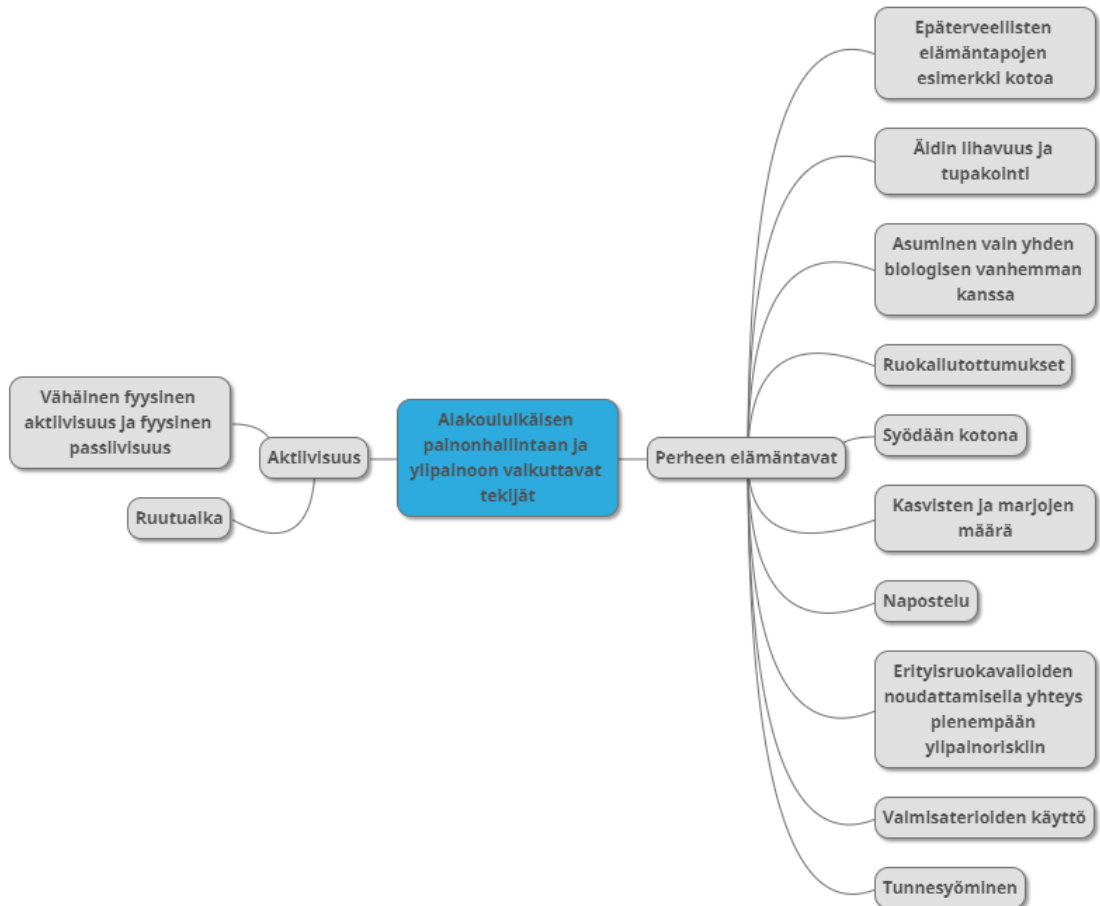 Epäterveellisten
elämäntapojen
esimerkki kotoa
Äidin lihavuus ja
tupakointi
Asuminen vain yhden
biologisen vanhemman
kanssa
Ruokailutottumukset
Syödään kotona
Kasvisten ja marjojen
määrä
Napostelu
Erityisruokavalioiden
noudattamisella yhteys
pienempään
ylipainoriskiin
Valmisaterioiden käyttö
Tunnesyöminen
Perheen elämäntavat
Alakouluikäisen
painonhallintaan ja
ylipainoon vaikuttavat
tekijät
Aktiivisuus
Vähäinen fyysinen
aktiivisuus ja fyysinen
passiivisuus
Ruutuaika